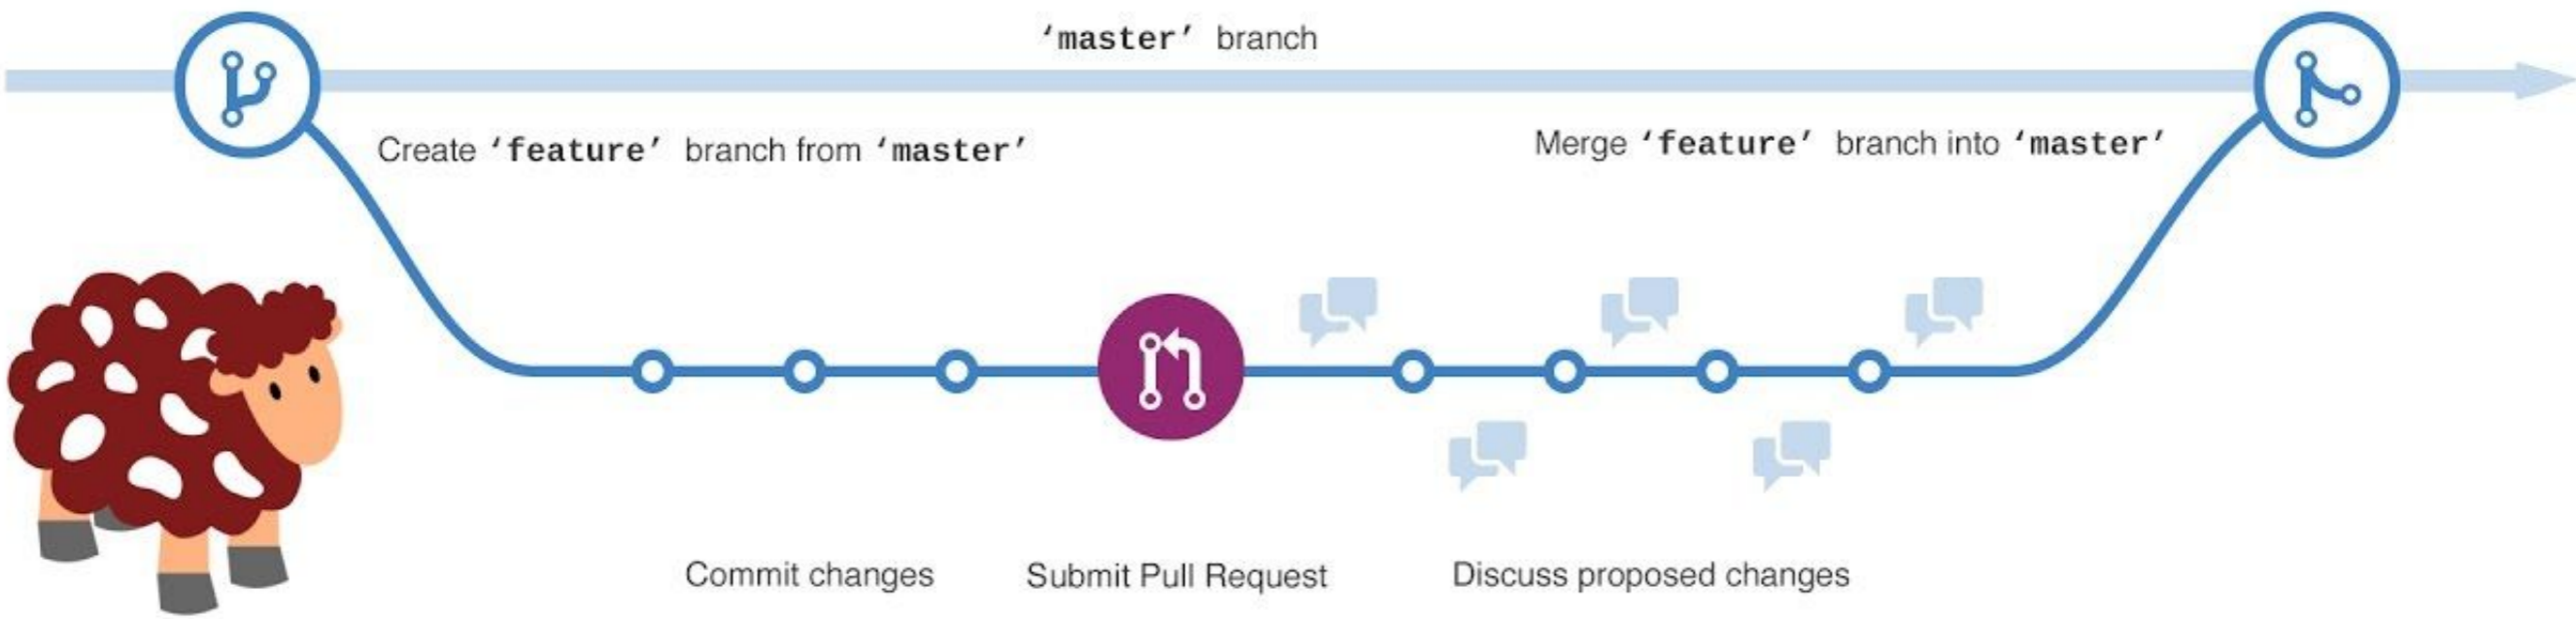 ‘master’ branch
Create ‘feature’ branch from ‘master’
Merge ‘feature’ branch into ‘master’
Commit changes
Submit Pull Request
Discuss proposed changes